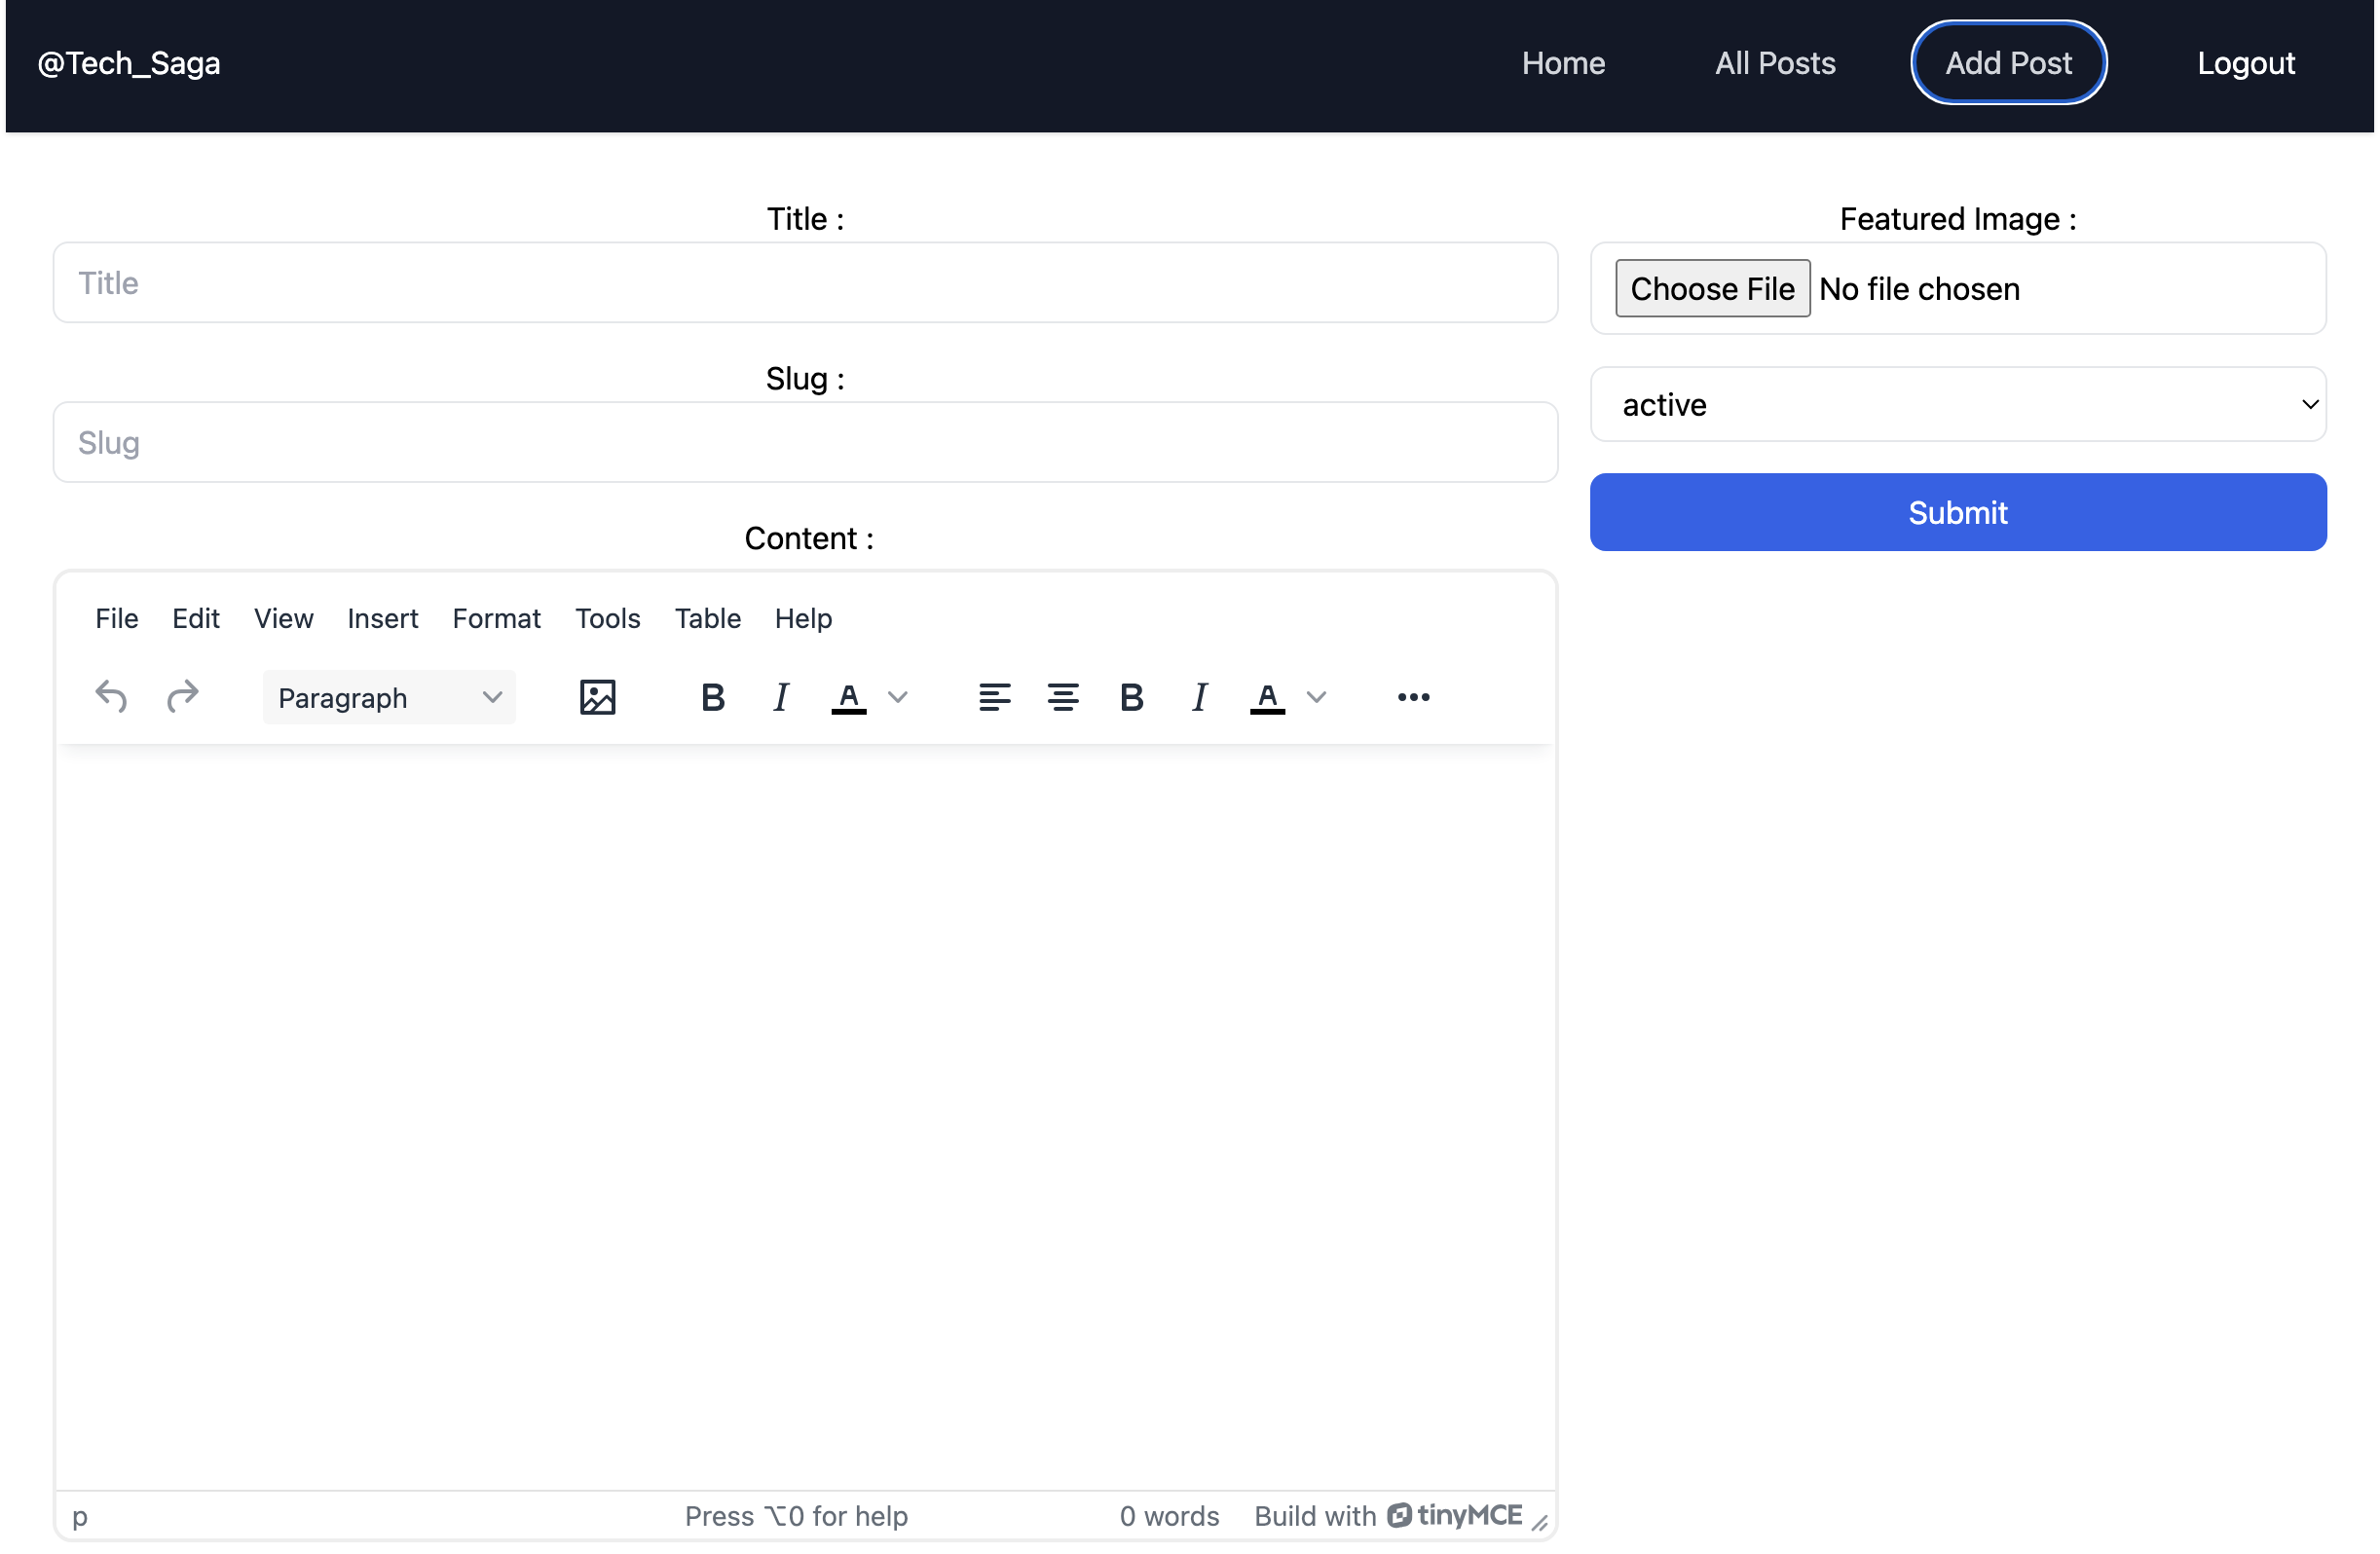 @Tech_Saga Home All Posts Add Post Logout
Title :
Title
Slug :
Slug
Content :
File Edit View Insert Format Tools Table Help
Paragraph B I A B I A
p Press ⌥0 for help 0 words Build with tinyMCE
Featured Image :
Choose File No file chosen
active
Submit